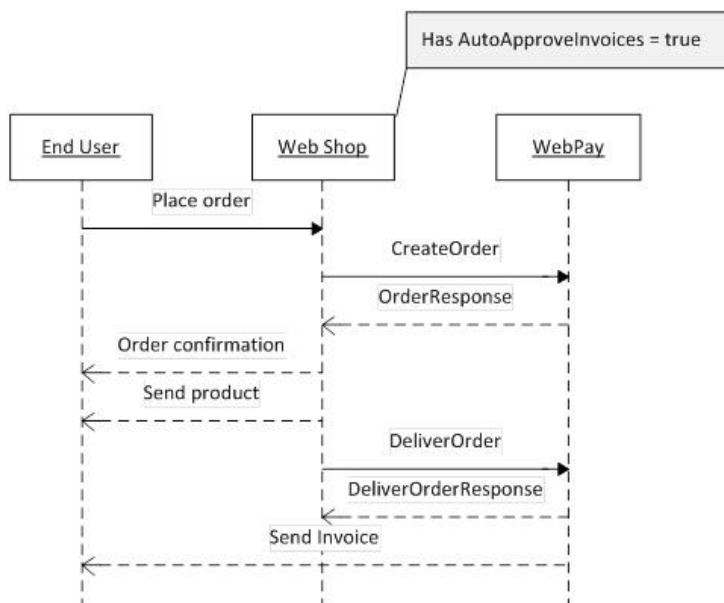 Has AutoApproveInvoices = true
End User
Web Shop
WebPay
Place order
CreateOrder
OrderResponse
Order confirmation
Send product
DeliverOrder
DeliverOrderResponse
Send Invoice